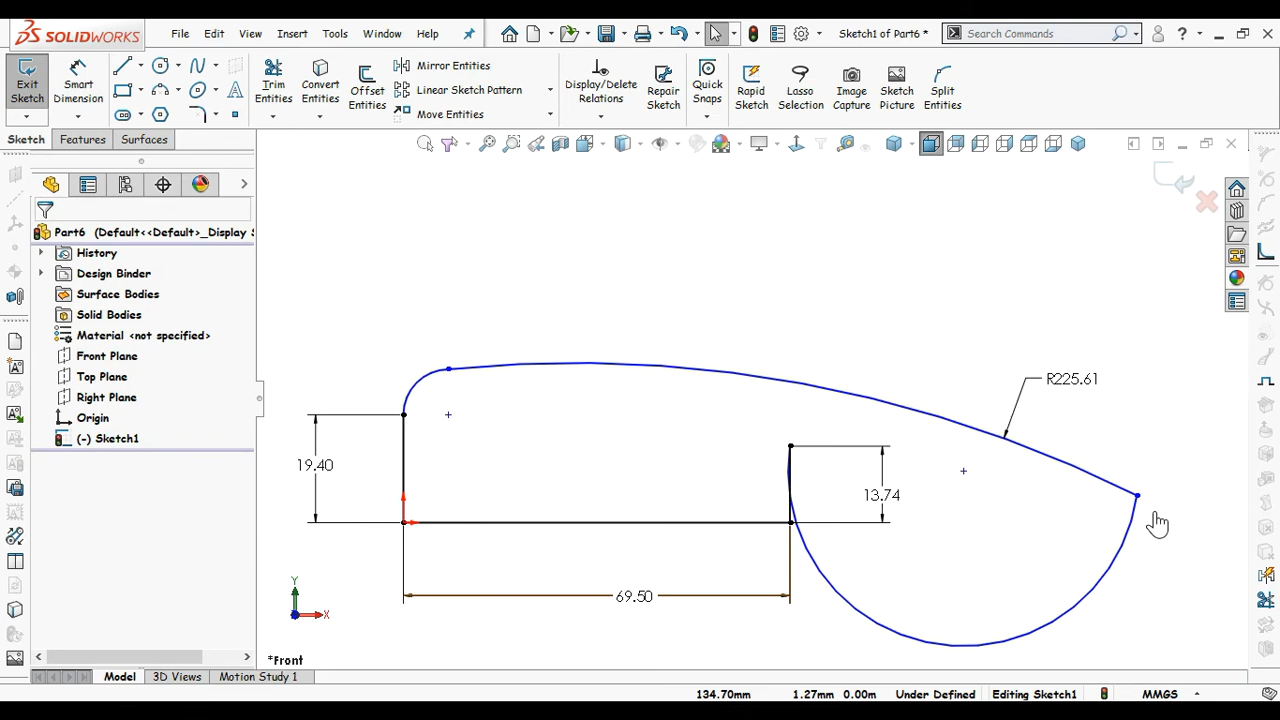 SOLIDWORKS
File Edit View Insert Tools Window Help
Sketch1 of Part6 *
Search Commands
?
Exit Sketch
Smart Dimension
Trim Entities
Convert Entities
Offset Entities
Mirror Entities
Linear Sketch Pattern
Move Entities
Display/Delete Relations
Repair Sketch
Quick Snaps
Rapid Sketch
Lasso Selection
Image Capture
Sketch Picture
Split Entities
Sketch Features Surfaces
Part6 (Default<<Default>_Display S
History
Design Binder
Surface Bodies
Solid Bodies
Material <not specified>
Front Plane
Top Plane
Right Plane
Origin
(-) Sketch1
R225.61
19.40
13.74
69.50
Y
X
*Front
Model 3D Views Motion Study 1
134.70mm 1.27mm 0.00m Under Defined Editing Sketch1 MMGS